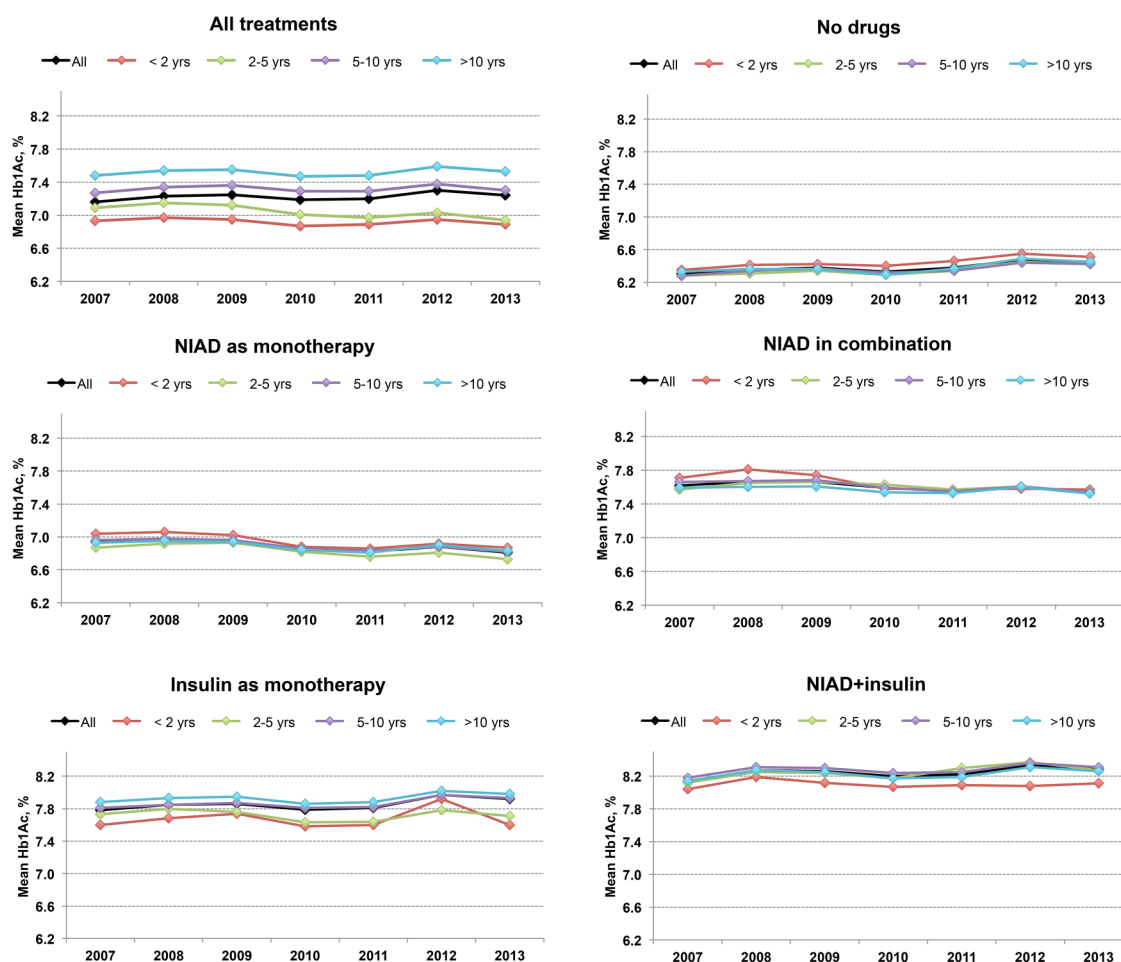 All treatments
All < 2 yrs 2-5 yrs 5-10 yrs >10 yrs
Mean Hb1Ac, %
8.2
7.8
7.4
7.0
6.6
6.2
2007 2008 2009 2010 2011 2012 2013
No drugs
All < 2 yrs 2-5 yrs 5-10 yrs >10 yrs
Mean Hb1Ac, %
8.2
7.8
7.4
7.0
6.6
6.2
2007 2008 2009 2010 2011 2012 2013
NIAD as monotherapy
All < 2 yrs 2-5 yrs 5-10 yrs >10 yrs
Mean Hb1Ac, %
8.2
7.8
7.4
7.0
6.6
6.2
2007 2008 2009 2010 2011 2012 2013
NIAD in combination
All < 2 yrs 2-5 yrs 5-10 yrs >10 yrs
Mean Hb1Ac, %
8.2
7.8
7.4
7.0
6.6
6.2
2007 2008 2009 2010 2011 2012 2013
Insulin as monotherapy
All < 2 yrs 2-5 yrs 5-10 yrs >10 yrs
Mean Hb1Ac, %
8.2
7.8
7.4
7.0
6.6
6.2
2007 2008 2009 2010 2011 2012 2013
NIAD+insulin
All < 2 yrs 2-5 yrs 5-10 yrs >10 yrs
Mean Hb1Ac, %
8.2
7.8
7.4
7.0
6.6
6.2
2007 2008 2009 2010 2011 2012 2013